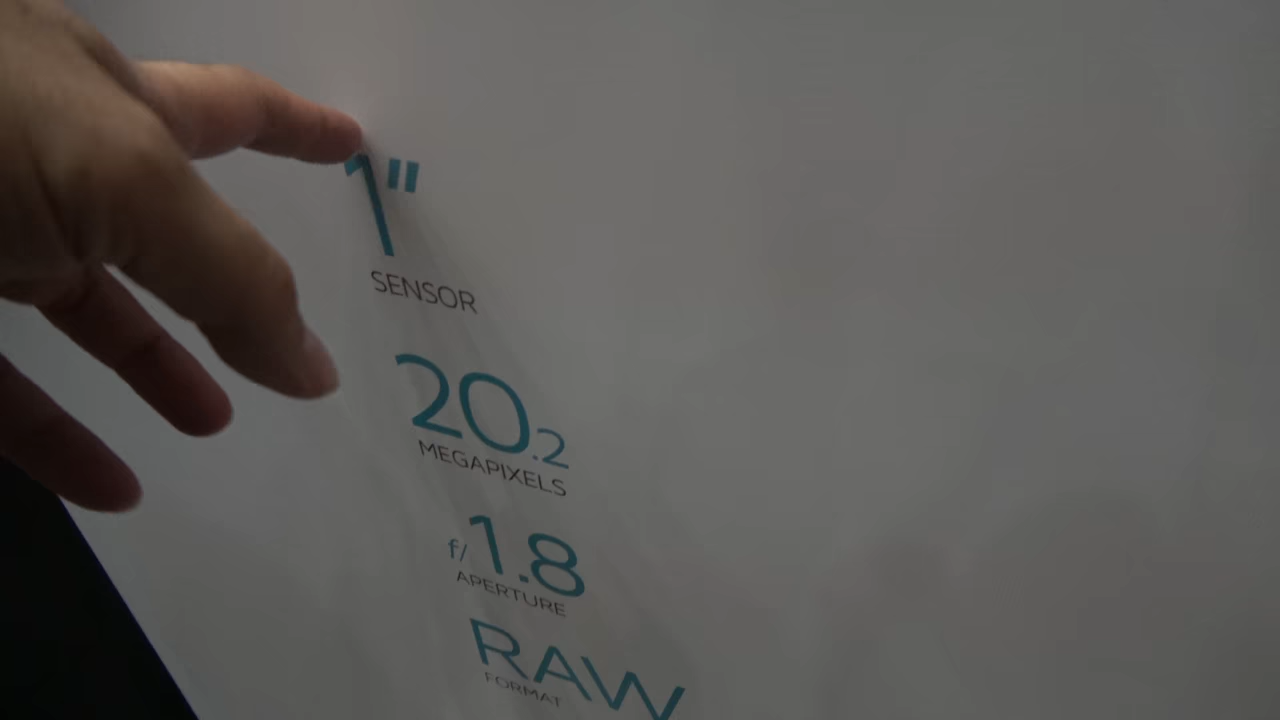 1"
SENSOR
20.2
MEGAPIXELS
f/1.8
APERTURE
RAW
FORMAT